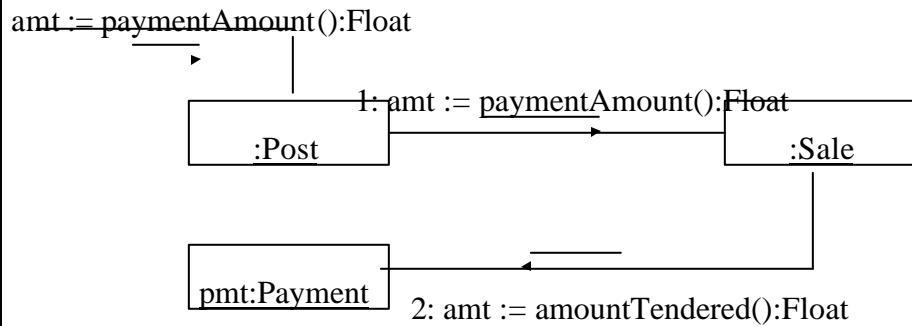 amt := paymentAmount():Float
1: amt := paymentAmount():Float
:Post
:Sale
pmt:Payment
2: amt := amountTendered():Float